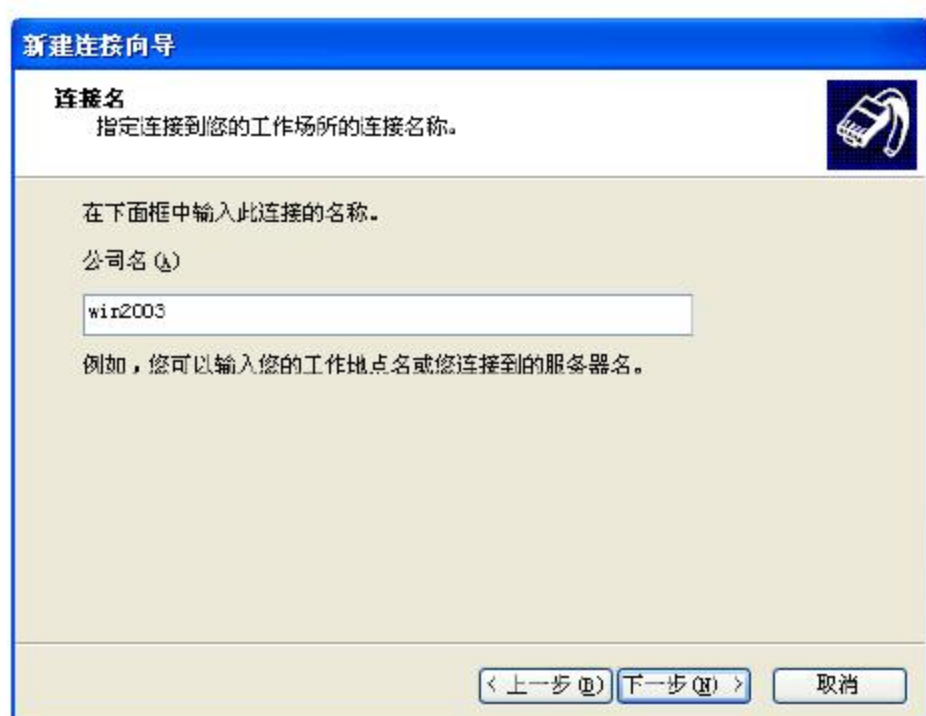 新建连接向导
连接名
指定连接到您的工作场所的连接名称。
在下面框中输入此连接的名称。
公司名(A)
win2003
例如，您可以输入您的工作地点名或您连接到的服务器名。
< 上一步(B) 下一步(N) > 取消